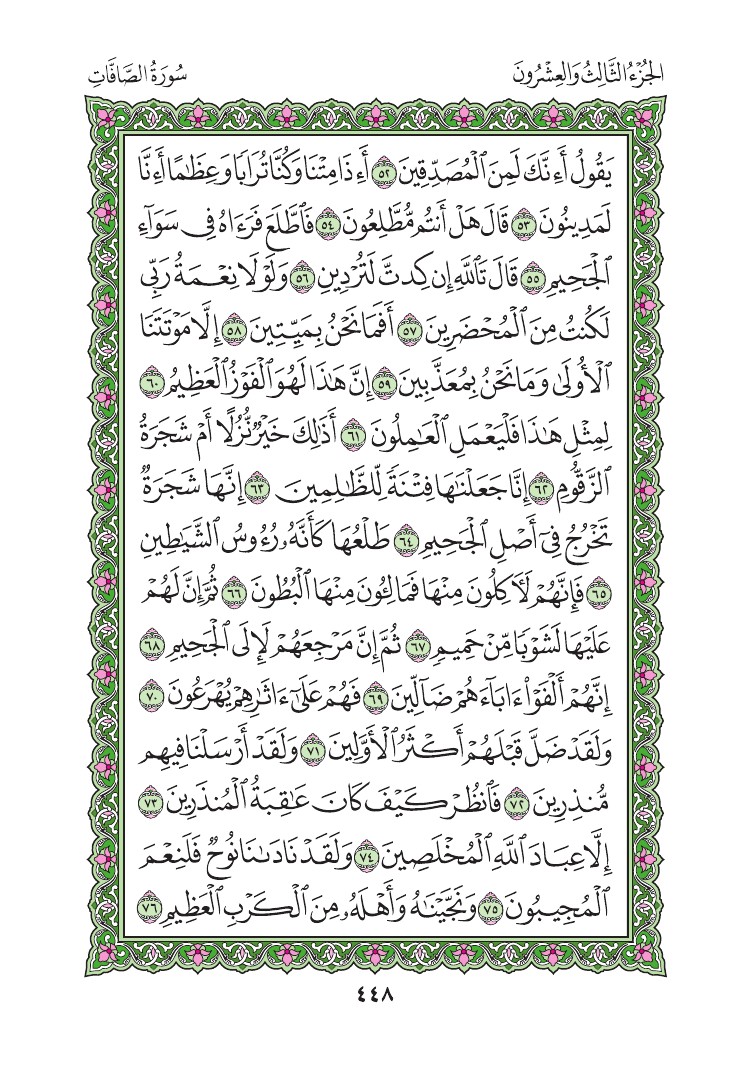 الجُزْءُ الثَّالِثُ وَالعِشْرُونَ
سُورَةُ الصَّافَّاتِ
يَقُولُ أَءِنَّكَ لَمِنَ ٱلْمُصَدِّقِينَ ٥٢ أَءِذَا مِتْنَا وَكُنَّا تُرَابًا وَعِظَٰمًا أَءِنَّا
لَمَدِينُونَ ٥٣ قَالَ هَلْ أَنتُم مُّطَّلِعُونَ ٥٤ فَٱطَّلَعَ فَرَءَاهُ فِى سَوَآءِ
ٱلْجَحِيمِ ٥٥ قَالَ تَٱللَّهِ إِن كِدتَّ لَتُرْدِينِ ٥٦ وَلَوْلَا نِعْمَةُ رَبِّى
لَكُنتُ مِنَ ٱلْمُحْضَرِينَ ٥٧ أَفَمَا نَحْنُ بِمَيِّتِينَ ٥٨ إِلَّا مَوْتَتَنَا
ٱلْأُولَىٰ وَمَا نَحْنُ بِمُعَذَّبِينَ ٥٩ إِنَّ هَٰذَا لَهُوَ ٱلْفَوْزُ ٱلْعَظِيمُ ٦٠
لِمِثْلِ هَٰذَا فَلْيَعْمَلِ ٱلْعَٰمِلُونَ ٦١ أَذَٰلِكَ خَيْرٌ نُّزُلًا أَمْ شَجَرَةُ
ٱلزَّقُّومِ ٦٢ إِنَّا جَعَلْنَٰهَا فِتْنَةً لِّلظَّٰلِمِينَ ٦٣ إِنَّهَا شَجَرَةٌ
تَخْرُجُ فِىٓ أَصْلِ ٱلْجَحِيمِ ٦٤ طَلْعُهَا كَأَنَّهُۥ رُءُوسُ ٱلشَّيَٰطِينِ
٦٥ فَإِنَّهُمْ لَءَاكِلُونَ مِنْهَا فَمَالِـُٔونَ مِنْهَا ٱلْبُطُونَ ٦٦ ثُمَّ إِنَّ لَهُمْ
عَلَيْهَا لَشَوْبًا مِّنْ حَمِيمٍ ٦٧ ثُمَّ إِنَّ مَرْجِعَهُمْ لَإِلَى ٱلْجَحِيمِ ٦٨
إِنَّهُمْ أَلْفَوْا۟ ءَابَآءَهُمْ ضَآلِّينَ ٦٩ فَهُمْ عَلَىٰٓ ءَاثَٰرِهِمْ يُهْرَعُونَ ٧٠
وَلَقَدْ ضَلَّ قَبْلَهُمْ أَكْثَرُ ٱلْأَوَّلِينَ ٧١ وَلَقَدْ أَرْسَلْنَا فِيهِم
مُّنذِرِينَ ٧٢ فَٱنظُرْ كَيْفَ كَانَ عَٰقِبَةُ ٱلْمُنذَرِينَ ٧٣
إِلَّا عِبَادَ ٱللَّهِ ٱلْمُخْلَصِينَ ٧٤ وَلَقَدْ نَادَىٰنَا نُوحٌ فَلَنِعْمَ
ٱلْمُجِيبُونَ ٧٥ وَنَجَّيْنَٰهُ وَأَهْلَهُۥ مِنَ ٱلْكَرْبِ ٱلْعَظِيمِ ٧٦
٤٤٨